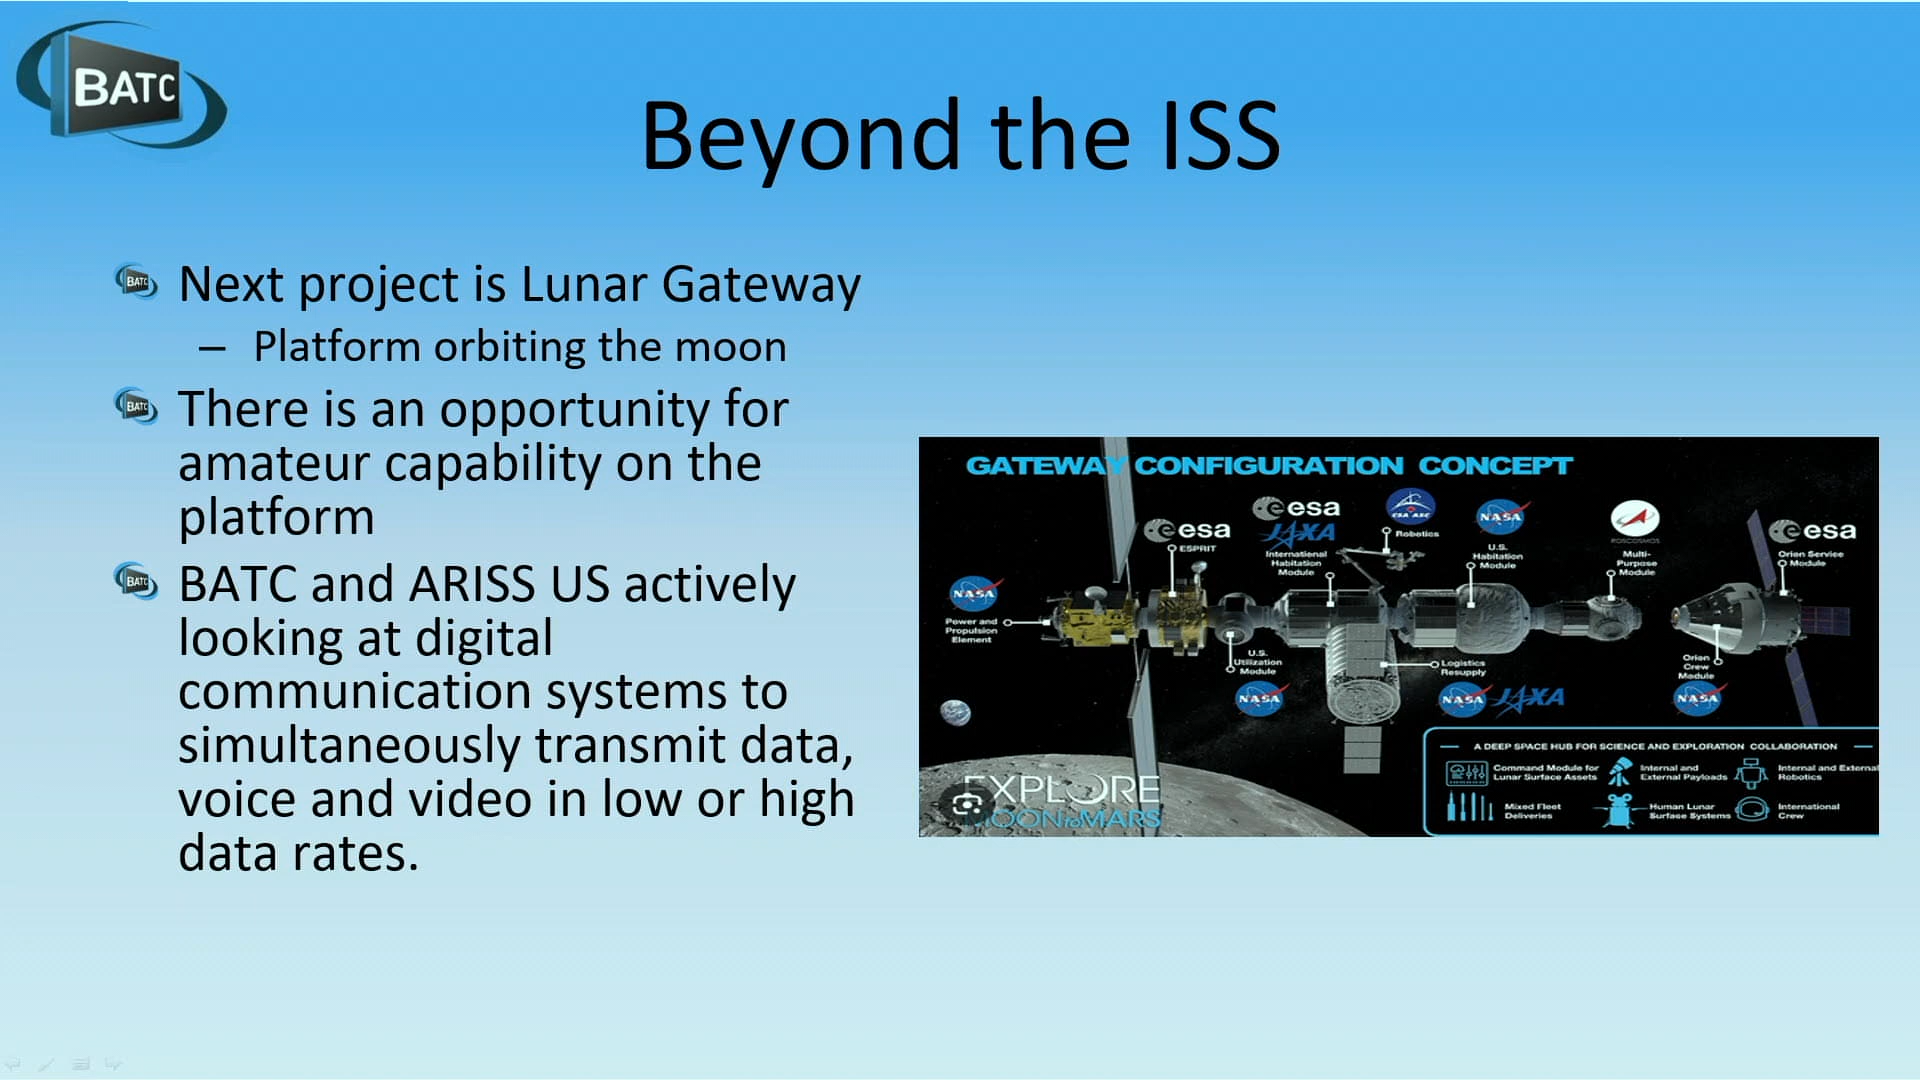 BATC
Beyond the ISS
Next project is Lunar Gateway
– Platform orbiting the moon
There is an opportunity for
amateur capability on the
platform
BATC and ARISS US actively
looking at digital
communication systems to
simultaneously transmit data,
voice and video in low or high
data rates.
GATEWAY CONFIGURATION CONCEPT
esa
ESPRIT
esa
JAXA
International
Habitation
Module
CSA ASC
Robotics
NASA
U.S.
Habitation
Module
ROSCOSMOS
Multi-
Purpose
Module
esa
Orion Service
Module
NASA
Power and
Propulsion
Element
U.S.
Utilization
Module
NASA
Logistics
Resupply
NASA JAXA
Orion
Crew
Module
NASA
EXPLORE
MOON to MARS
A DEEP SPACE HUB FOR SCIENCE AND EXPLORATION COLLABORATION
Command Module for
Lunar Surface Assets
Internal and
External Payloads
Internal and External
Robotics
Mixed Fleet
Deliveries
Human Lunar
Surface Systems
International
Crew